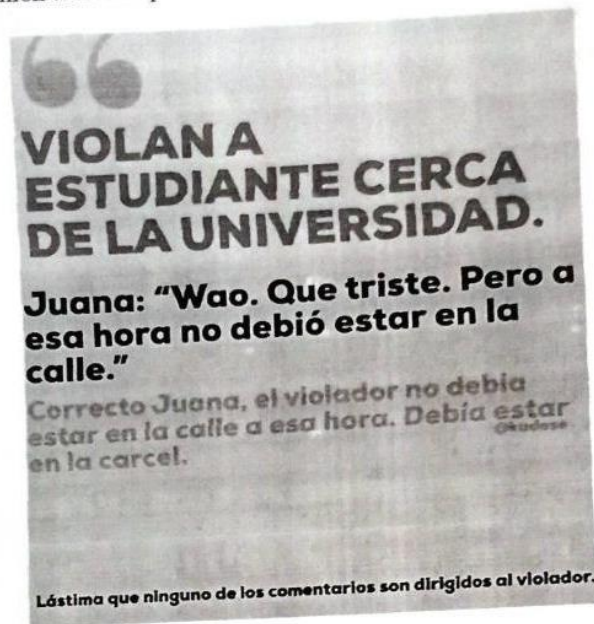 VIOLAN A
ESTUDIANTE CERCA
DE LA UNIVERSIDAD.
Juana: “Wao. Que triste. Pero a
esa hora no debió estar en la
calle.”
Correcto Juana, el violador no debia
estar en la calle a esa hora. Debía estar
@kudose
en la carcel.
Lástima que ninguno de los comentarios son dirigidos al violador.